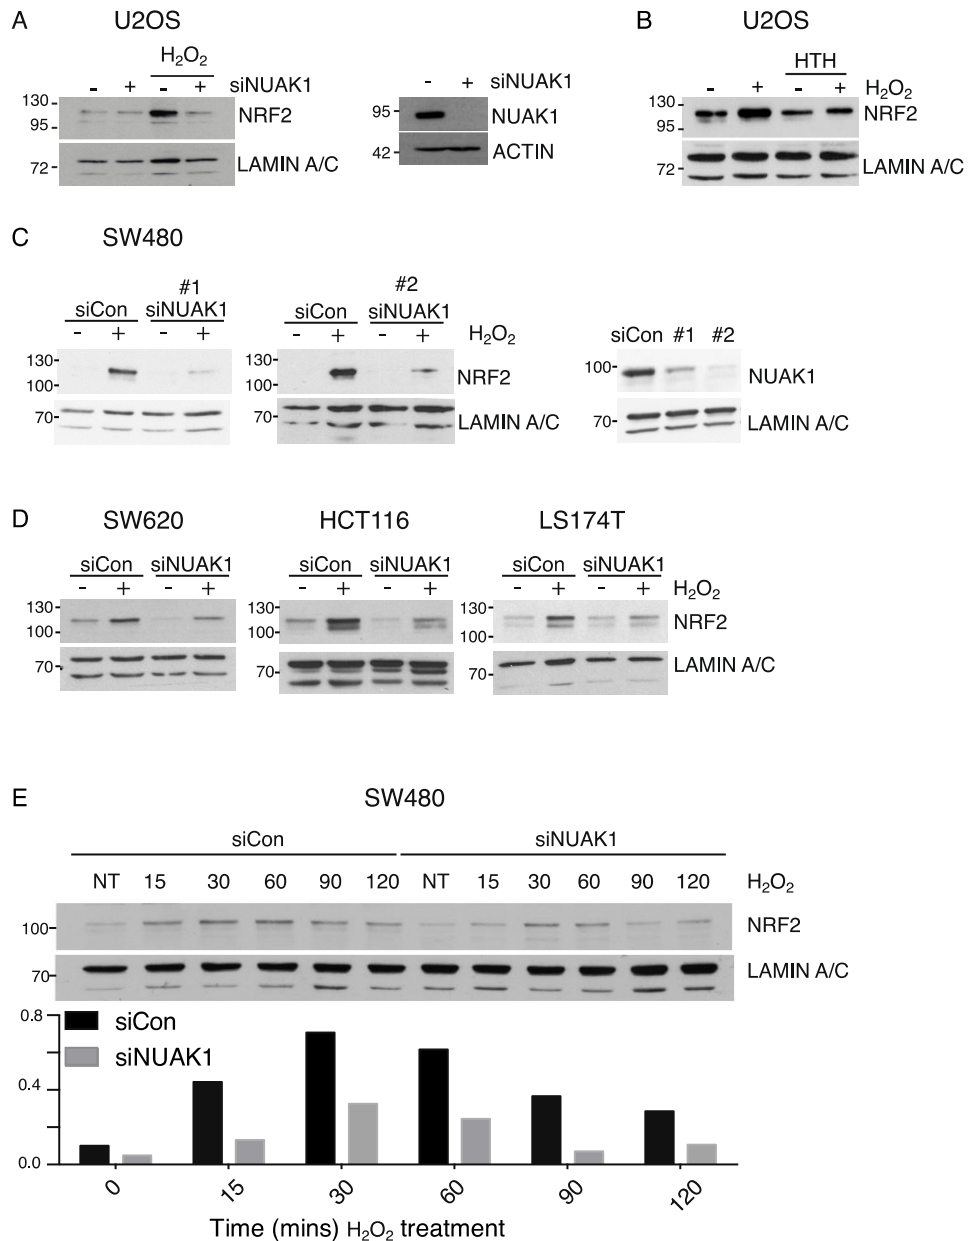 A U2OS
H2O2
- + - + siNUAK1
130
95
NRF2
72
LAMIN A/C
- + siNUAK1
95
NUAK1
42
ACTIN
B U2OS
HTH
- + - + H2O2
130
95
NRF2
72
LAMIN A/C
C SW480
siCon #1 siNUAK1
- +  - +
130
100
70
siCon #2 siNUAK1
- + - + H2O2
130
100
NRF2
70
LAMIN A/C
siCon #1 #2
100
NUAK1
70
LAMIN A/C
D SW620 HCT116 LS174T
siCon siNUAK1 siCon siNUAK1 siCon siNUAK1
- + - + - + - + - + - + H2O2
130 130 130
100 100 100
NRF2
70 70 70
LAMIN A/C
E SW480
siCon siNUAK1
NT 15 30 60 90 120 NT 15 30 60 90 120 H2O2
100
NRF2
70
LAMIN A/C
0.8
siCon
siNUAK1
0.4
0.0
0 15 30 60 90 120
Time (mins) H2O2 treatment